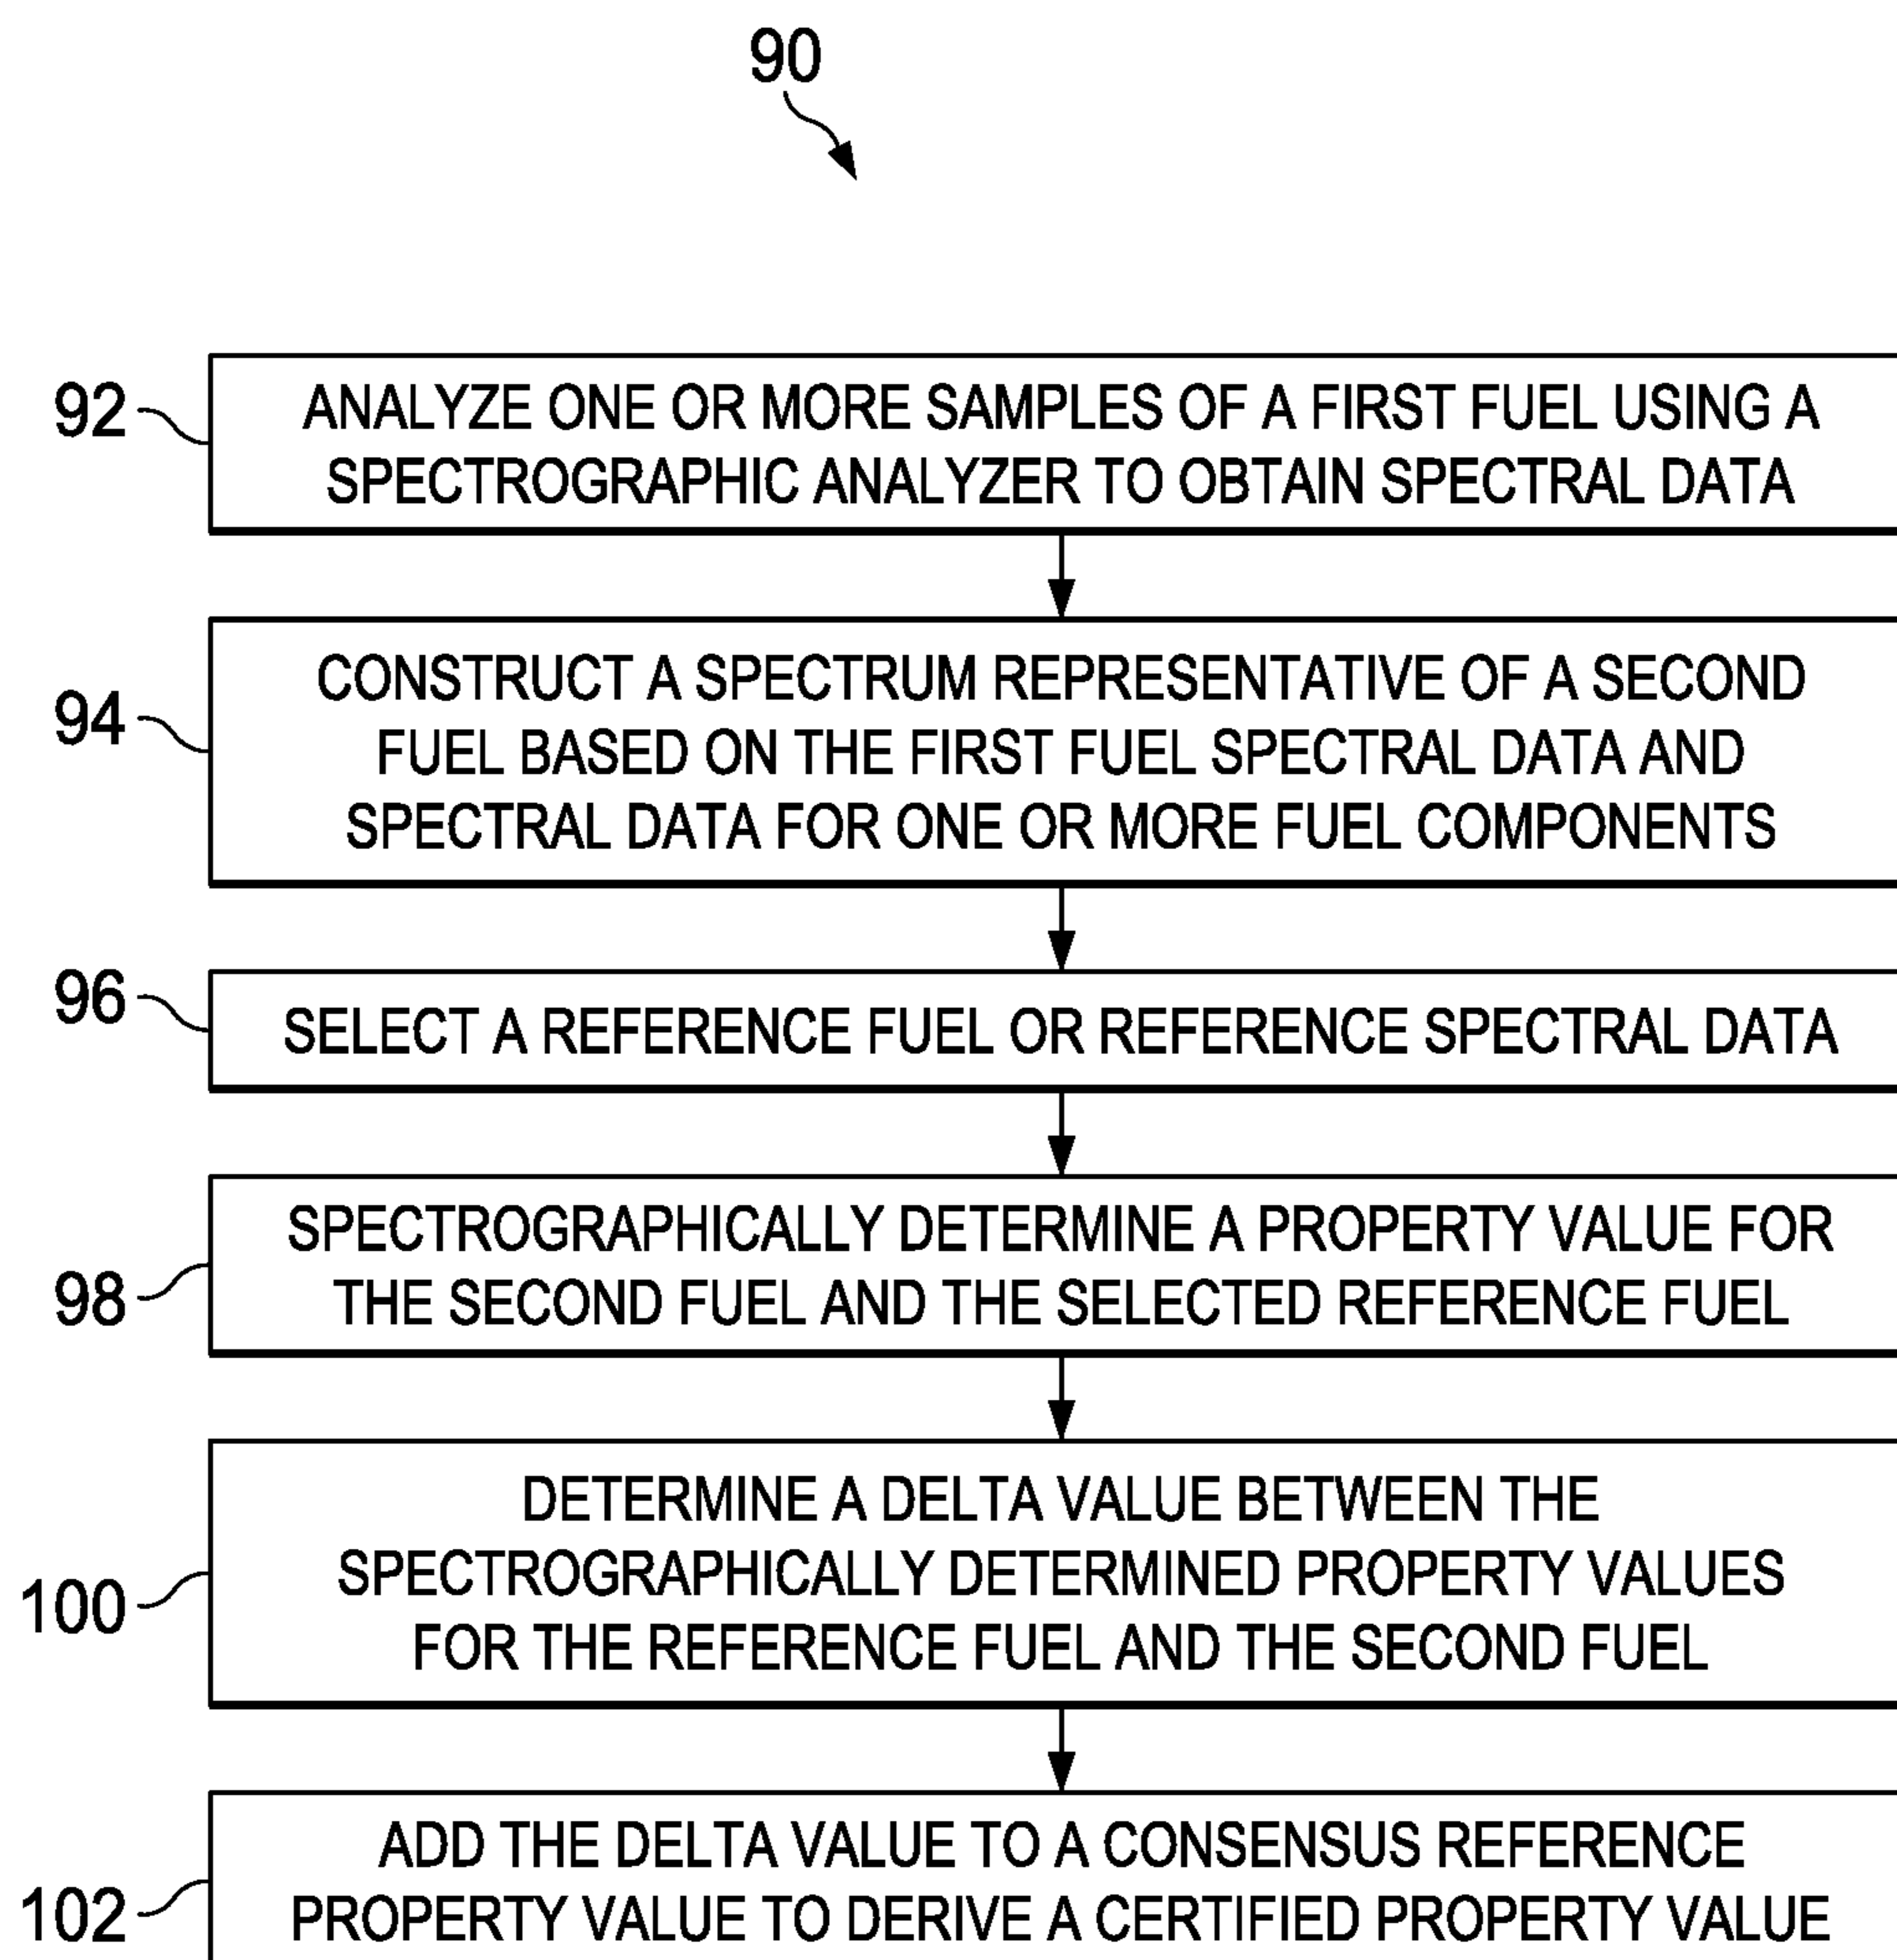 90
92
ANALYZE ONE OR MORE SAMPLES OF A FIRST FUEL USING A
SPECTROGRAPHIC ANALYZER TO OBTAIN SPECTRAL DATA
94
CONSTRUCT A SPECTRUM REPRESENTATIVE OF A SECOND
FUEL BASED ON THE FIRST FUEL SPECTRAL DATA AND
SPECTRAL DATA FOR ONE OR MORE FUEL COMPONENTS
96
SELECT A REFERENCE FUEL OR REFERENCE SPECTRAL DATA
98
SPECTROGRAPHICALLY DETERMINE A PROPERTY VALUE FOR
THE SECOND FUEL AND THE SELECTED REFERENCE FUEL
100
DETERMINE A DELTA VALUE BETWEEN THE
SPECTROGRAPHICALLY DETERMINED PROPERTY VALUES
FOR THE REFERENCE FUEL AND THE SECOND FUEL
102
ADD THE DELTA VALUE TO A CONSENSUS REFERENCE
PROPERTY VALUE TO DERIVE A CERTIFIED PROPERTY VALUE